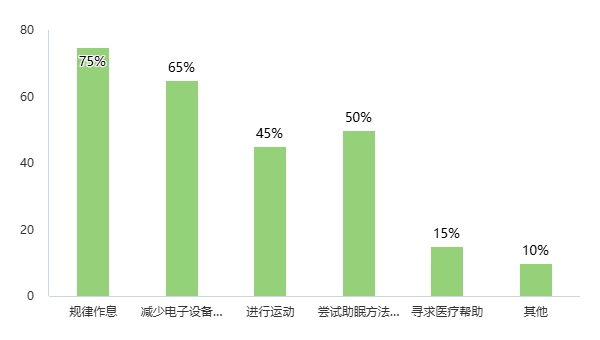 80
60
40
20
0
75%
65%
45%
50%
15%
10%
规律作息
减少电子设备...
进行运动
尝试助眠方法...
寻求医疗帮助
其他